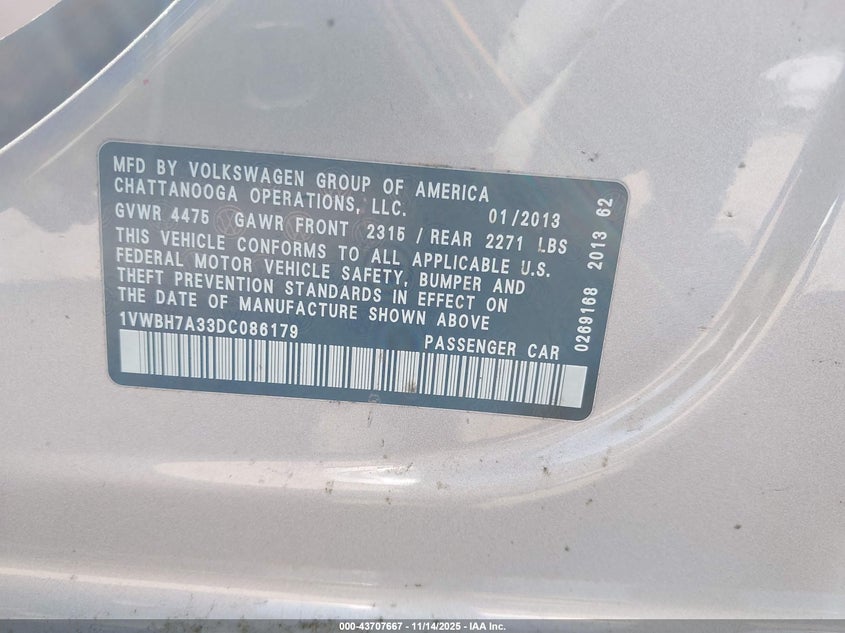 MFD BY VOLKSWAGEN GROUP OF AMERICA
CHATTANOOGA OPERATIONS, LLC. 01/2013
GVWR 4475 GAWR FRONT 2315 / REAR 2271 LBS
THIS VEHICLE CONFORMS TO ALL APPLICABLE U.S.
FEDERAL MOTOR VEHICLE SAFETY, BUMPER AND
THEFT PREVENTION STANDARDS IN EFFECT ON
THE DATE OF MANUFACTURE SHOWN ABOVE
1VWBH7A33DC086179 PASSENGER CAR
0269168 2013 62
000-43707667 — 11/14/2025 — IAA Inc.